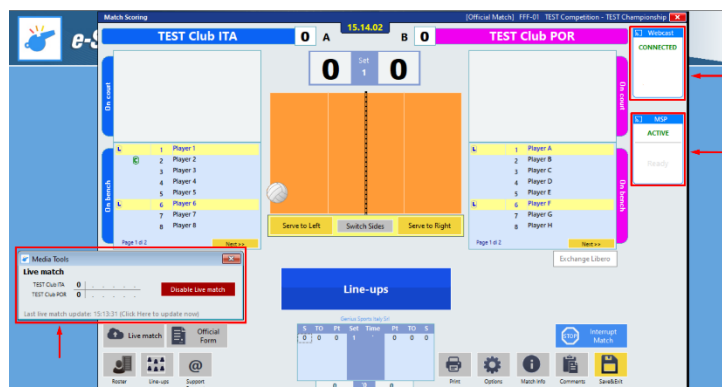 Match Scoring
[Official Match] FFF-01 TEST Competition - TEST Championship
e-S
TEST Club ITA
0 A
15.14.02
B 0
TEST Club POR
Webcast
CONNECTED
MSP
ACTIVE
Ready
On court
On court
0
Set
1
0
On bench
On bench
L 1 Player 1
C 2 Player 2
3 Player 3
4 Player 4
5 Player 5
L 6 Player 6
7 Player 7
8 Player 8
Page 1 di 2
Next >>
L 1 Player A
2 Player B
3 Player C
4 Player D
5 Player E
L 6 Player F
7 Player G
8 Player H
Page 1 di 2
Next >>
Serve to Left
Switch Sides
Serve to Right
Exchange Libero
Media Tools
Live match
TEST Club ITA 0
TEST Club POR 0
Disable Live match
Last live match update: 15:13:31 (Click Here to update now)
Line-ups
Genius Sports Italy Srl
S TO Pt Set Time Pt TO S
0 0 0 1 ' 0 0 0
0 0
Live match
Official
Form
Interrupt
Match
STOP
Roster
Line-ups
Support
Print
Options
Match Info
Comments
Save&Exit